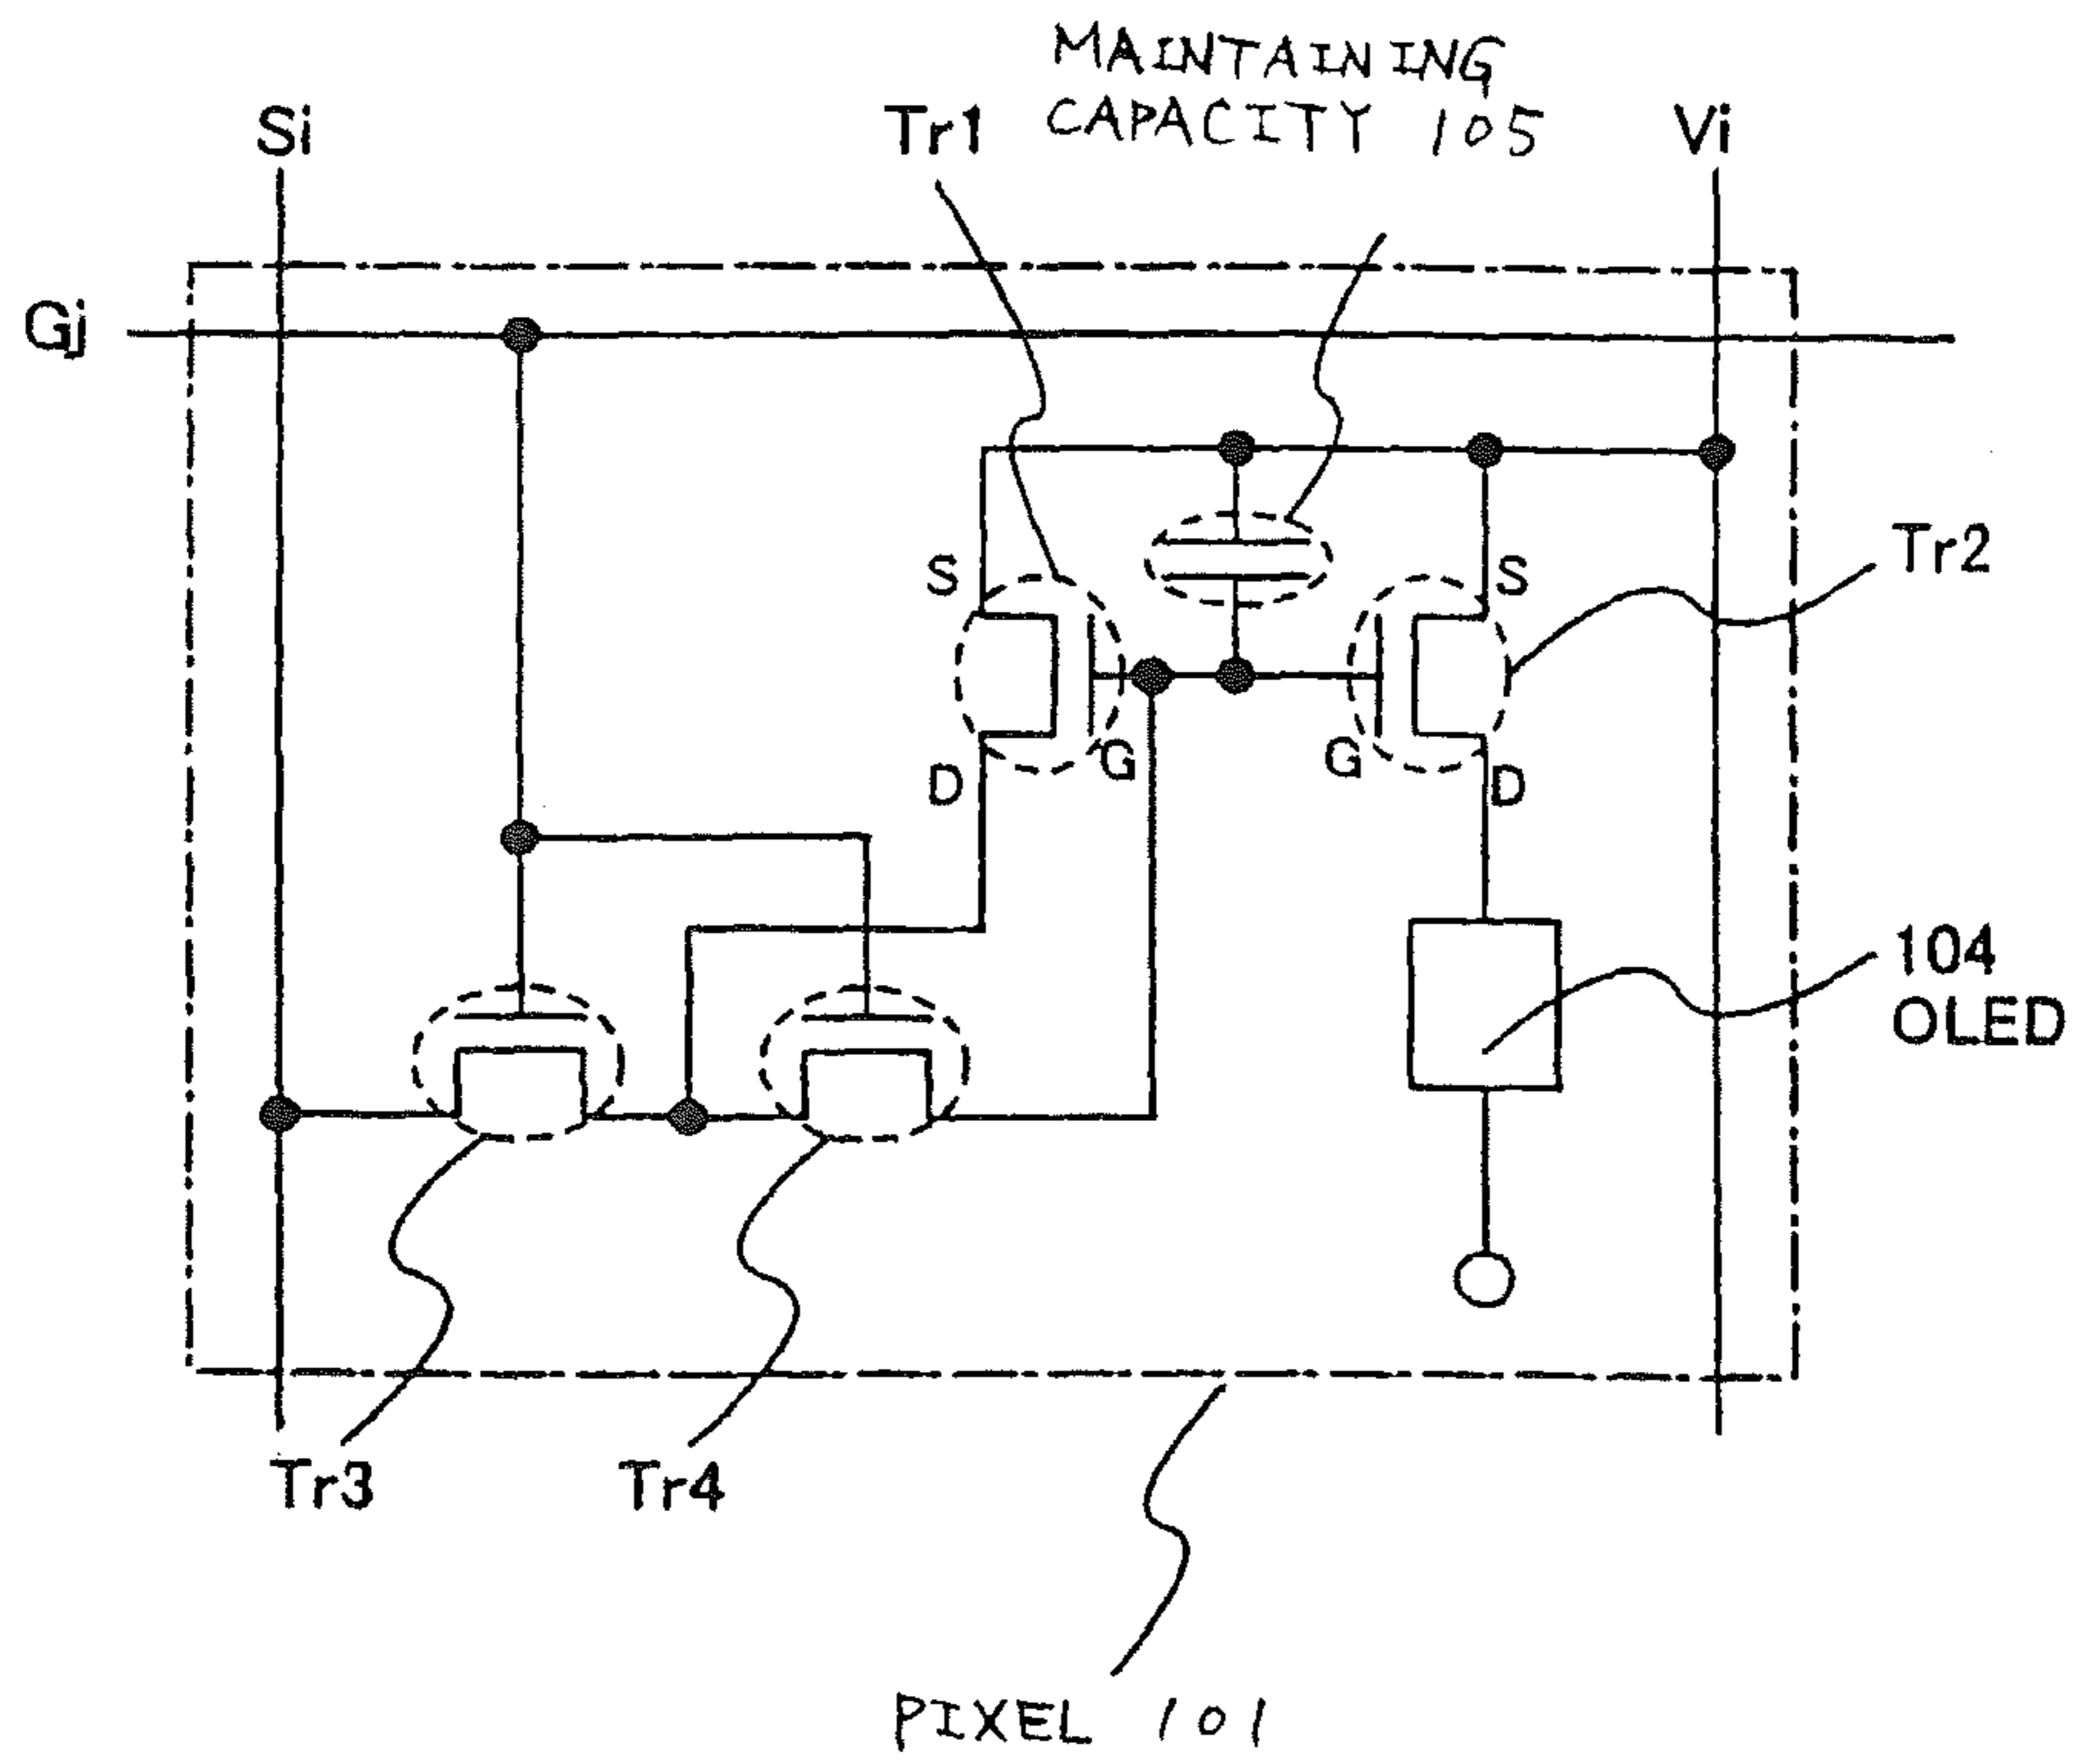 MAINTAINING
CAPACITY 105
Si
Tr1
Vi
Gj
Tr2
S
S
G
G
D
D
104
OLED
Tr3
Tr4
PIXEL 101